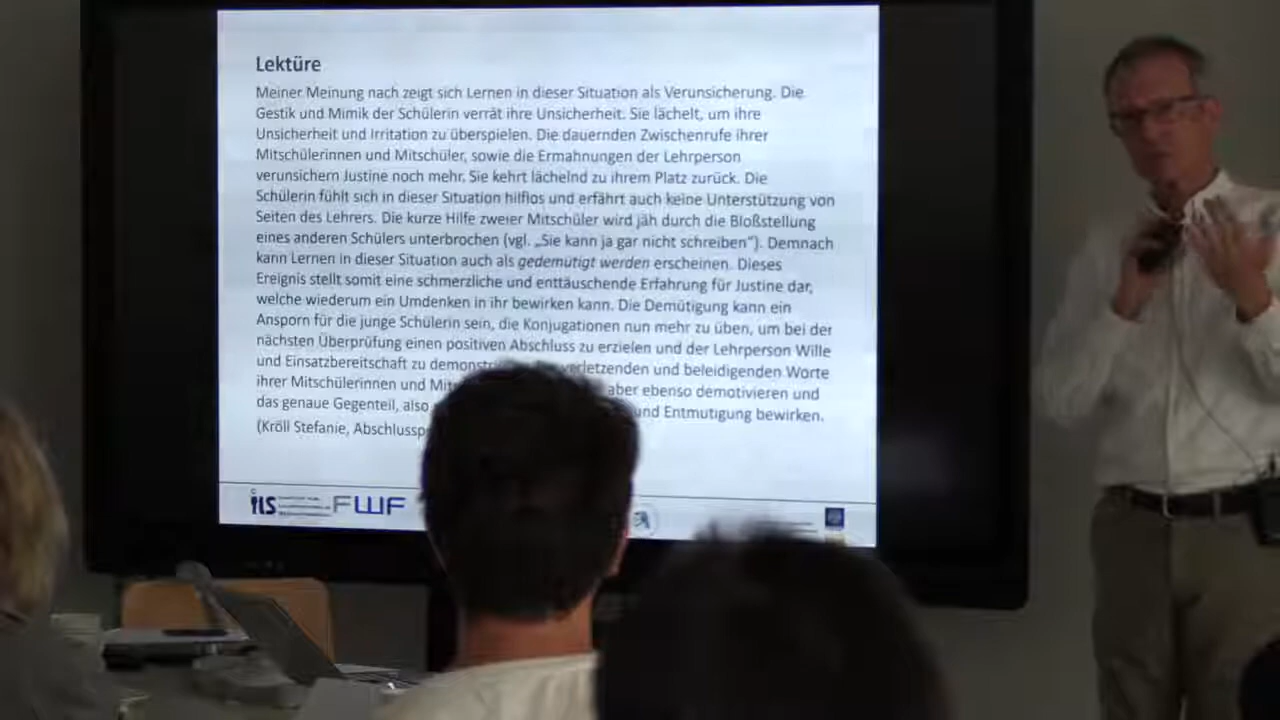 Lektüre
Meiner Meinung nach zeigt sich Lernen in dieser Situation als Verunsicherung. Die
Gestik und Mimik der Schülerin verrät ihre Unsicherheit. Sie lächelt, um ihre
Unsicherheit und Irritation zu überspielen. Die dauernden Zwischenrufe ihrer
Mitschülerinnen und Mitschüler, sowie die Ermahnungen der Lehrperson
verunsichern Justine noch mehr. Sie kehrt lächelnd zu ihrem Platz zurück. Die
Schülerin fühlt sich in dieser Situation hilflos und erfährt auch keine Unterstützung von
Seiten des Lehrers. Die kurze Hilfe zweier Mitschüler wird jäh durch die Bloßstellung
eines anderen Schülers unterbrochen (vgl. „Sie kann ja gar nicht schreiben“). Demnach
kann Lernen in dieser Situation auch als gedemütigt werden erscheinen. Dieses
Ereignis stellt somit eine schmerzliche und enttäuschende Erfahrung für Justine dar,
welche wiederum ein Umdenken in ihr bewirken kann. Die Demütigung kann ein
Ansporn für die junge Schülerin sein, die Konjugationen nun mehr zu üben, um bei der
nächsten Überprüfung einen positiven Abschluss zu erzielen und der Lehrperson Wille
und Einsatzbereitschaft zu verletzenden und beleidigenden Worte
ihrer Mitschülerinnen und aber ebenso demotivieren und
das genaue Gegenteil, also und Entmutigung bewirken.
(Kröll Stefanie,
ILS FWF